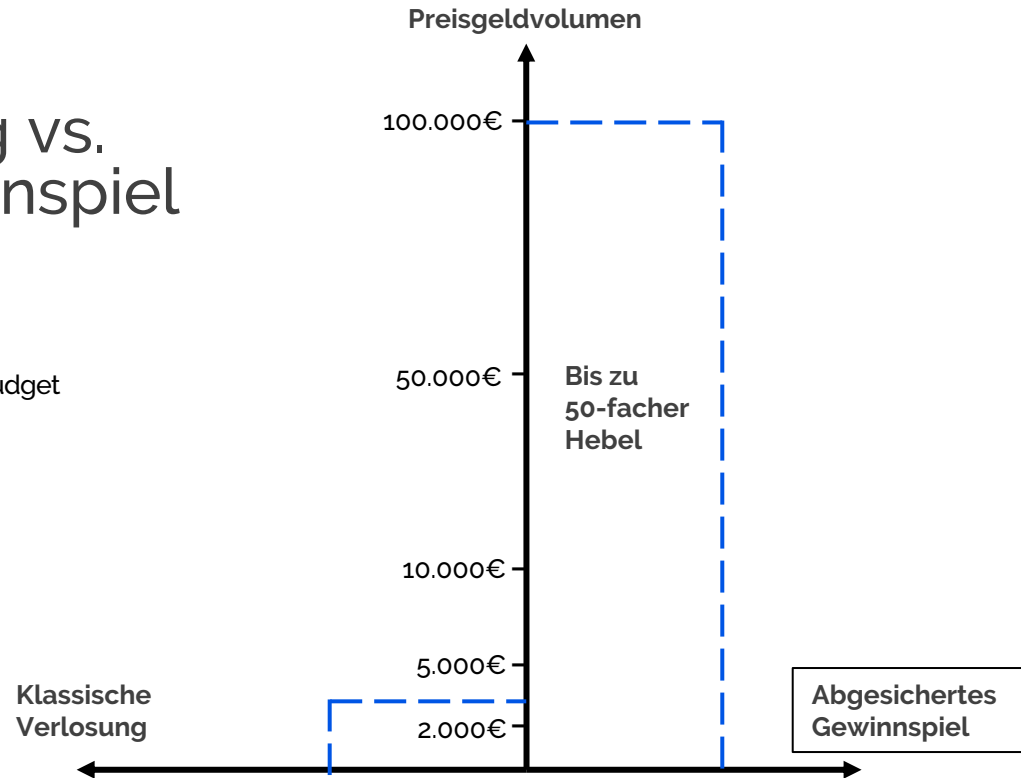 Preisgeldvolumen
vs.
nspiel
udget
100.000€
50.000€
10.000€
5.000€
2.000€
Bis zu
50-facher
Hebel
Klassische
Verlosung
Abgesichertes
Gewinnspiel